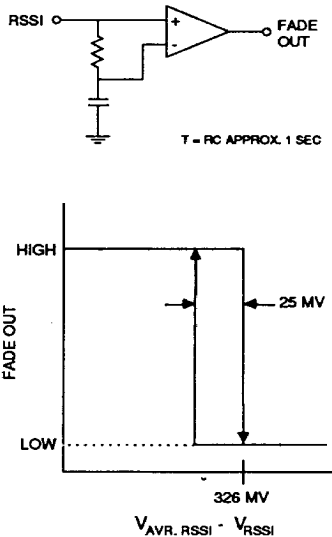 RSSI
+
-
FADE
OUT
T = RC APPROX. 1 SEC
HIGH
25 MV
FADE OUT
LOW
326 MV
VAVR. RSSI - VRSSI